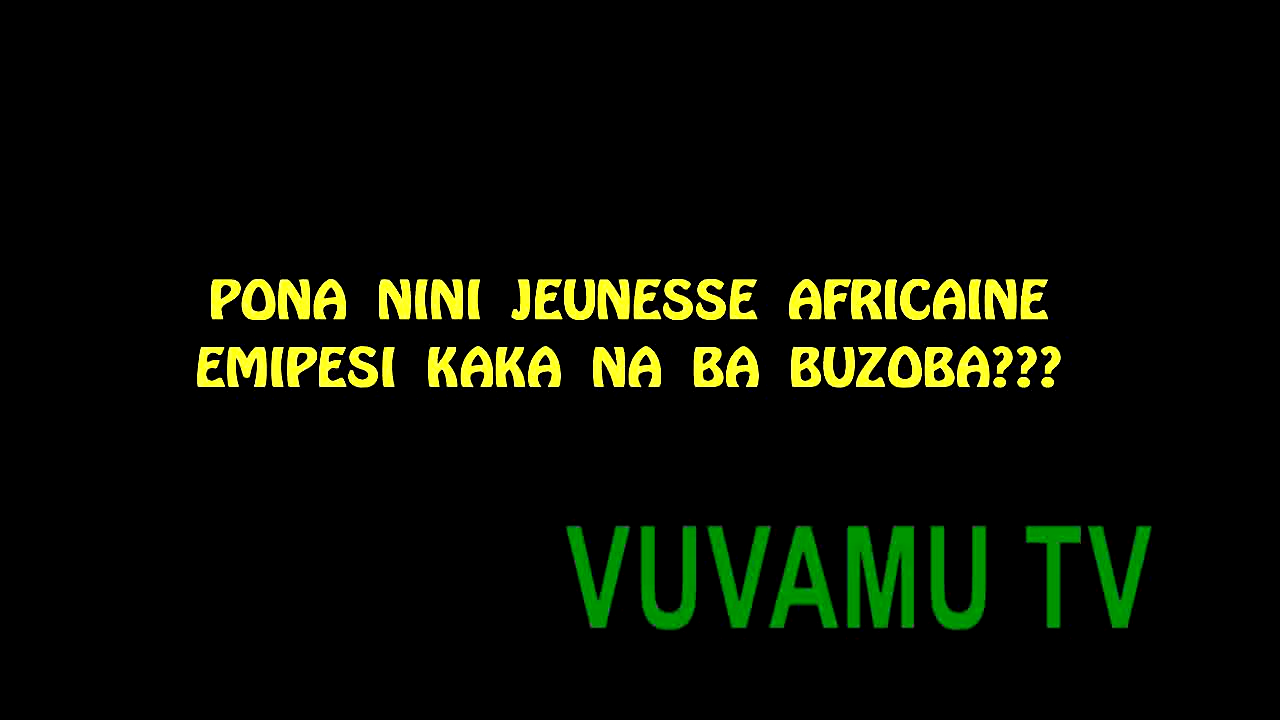 PONA NINI JEUNESSE AFRICAINE
EMIPESI KAKA NA BA BUZOBA???
VUVAMU TV